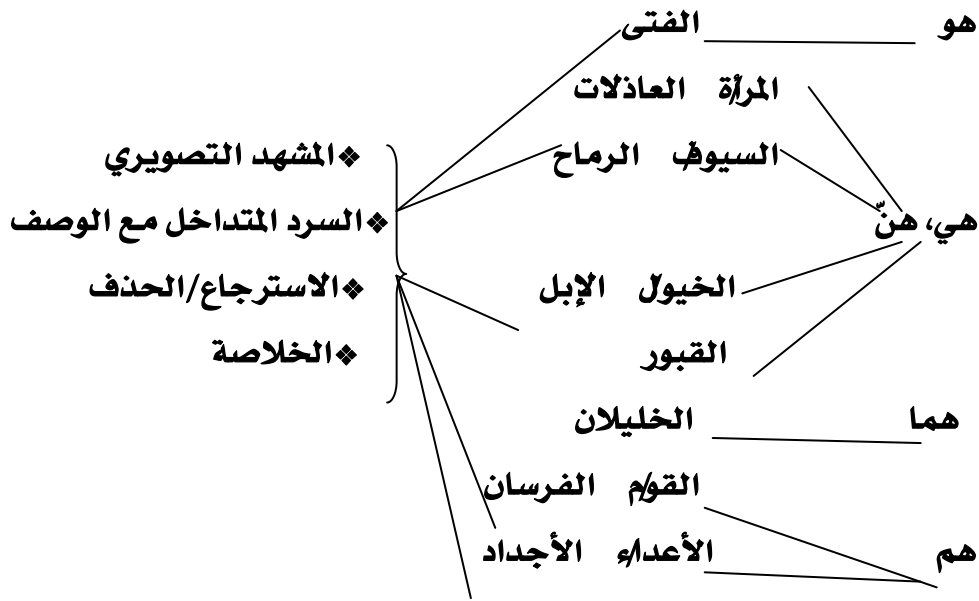 هو الفتى
المرأة/ العاذلات
❖المشهد التصويري السيوف/ الرماح
❖السرد المتداخل مع الوصف هي، هنّ
❖الاسترجاع/الحذف الخيول/ الإبل
❖الخلاصة القبور
هما الخليلان
القوم/ الفرسان
هم الأعداء/ الأجداد